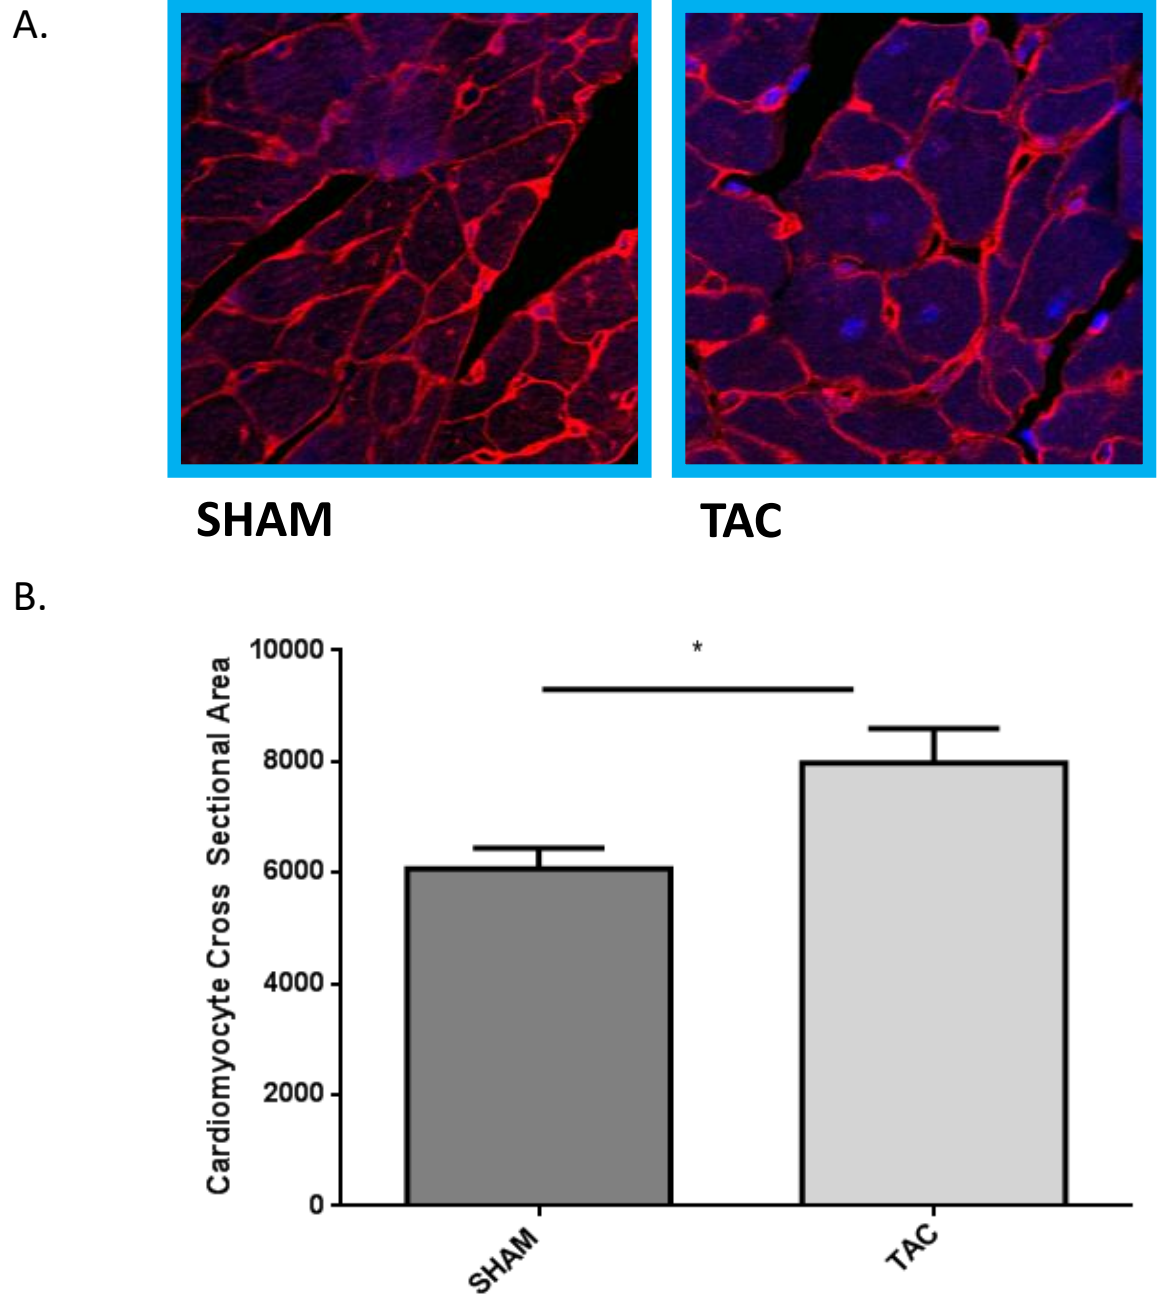 A.
SHAM
TAC
B.
*
Cardiomyocyte Cross Sectional Area
10000
8000
6000
4000
2000
0
SHAM
TAC